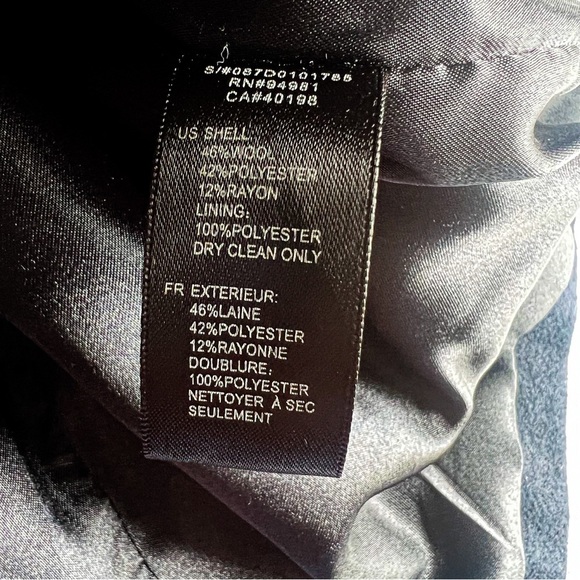 S/#087D0101785
RN#94981
CA#40198
US SHELL:
46%WOOL
42%POLYESTER
12%RAYON
LINING:
100%POLYESTER
DRY CLEAN ONLY
FR EXTERIEUR:
46%LAINE
42%POLYESTER
12%RAYONNE
DOUBLURE:
100%POLYESTER
NETTOYER À SEC
SEULEMENT